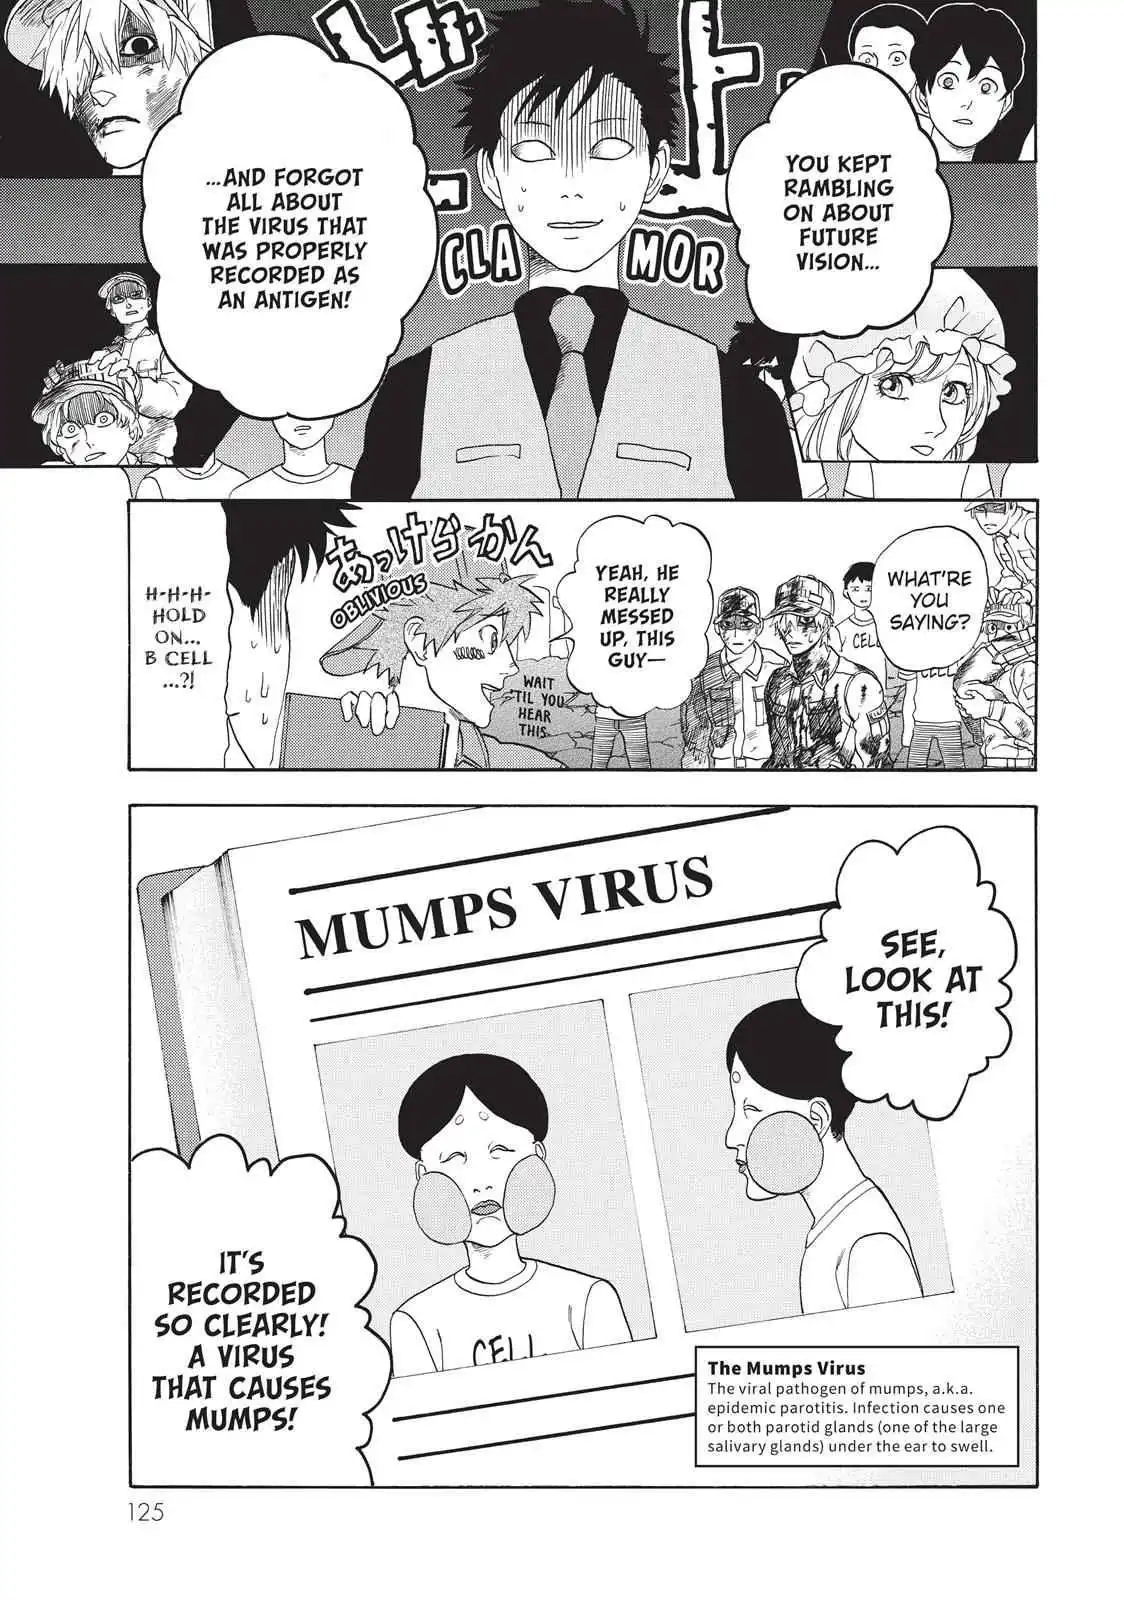 YOU KEPT
RAMBLING
ON ABOUT
FUTURE
VISION...
CLAMOR
...AND FORGOT
ALL ABOUT
THE VIRUS THAT
WAS PROPERLY
RECORDED AS
AN ANTIGEN!
WHAT'RE
YOU
SAYING?
CELL
YEAH, HE
REALLY
MESSED
UP, THIS
GUY—
WAIT
'TIL YOU
HEAR
THIS.
あっけらかん
OBLIVIOUS
H-H-H-
HOLD
ON...
B CELL
...?!
MUMPS VIRUS
SEE,
LOOK AT
THIS!
CELL
IT'S
RECORDED
SO CLEARLY!
A VIRUS
THAT CAUSES
MUMPS!
The Mumps Virus
The viral pathogen of mumps, a.k.a.
epidemic parotitis. Infection causes one
or both parotid glands (one of the large
salivary glands) under the ear to swell.
125